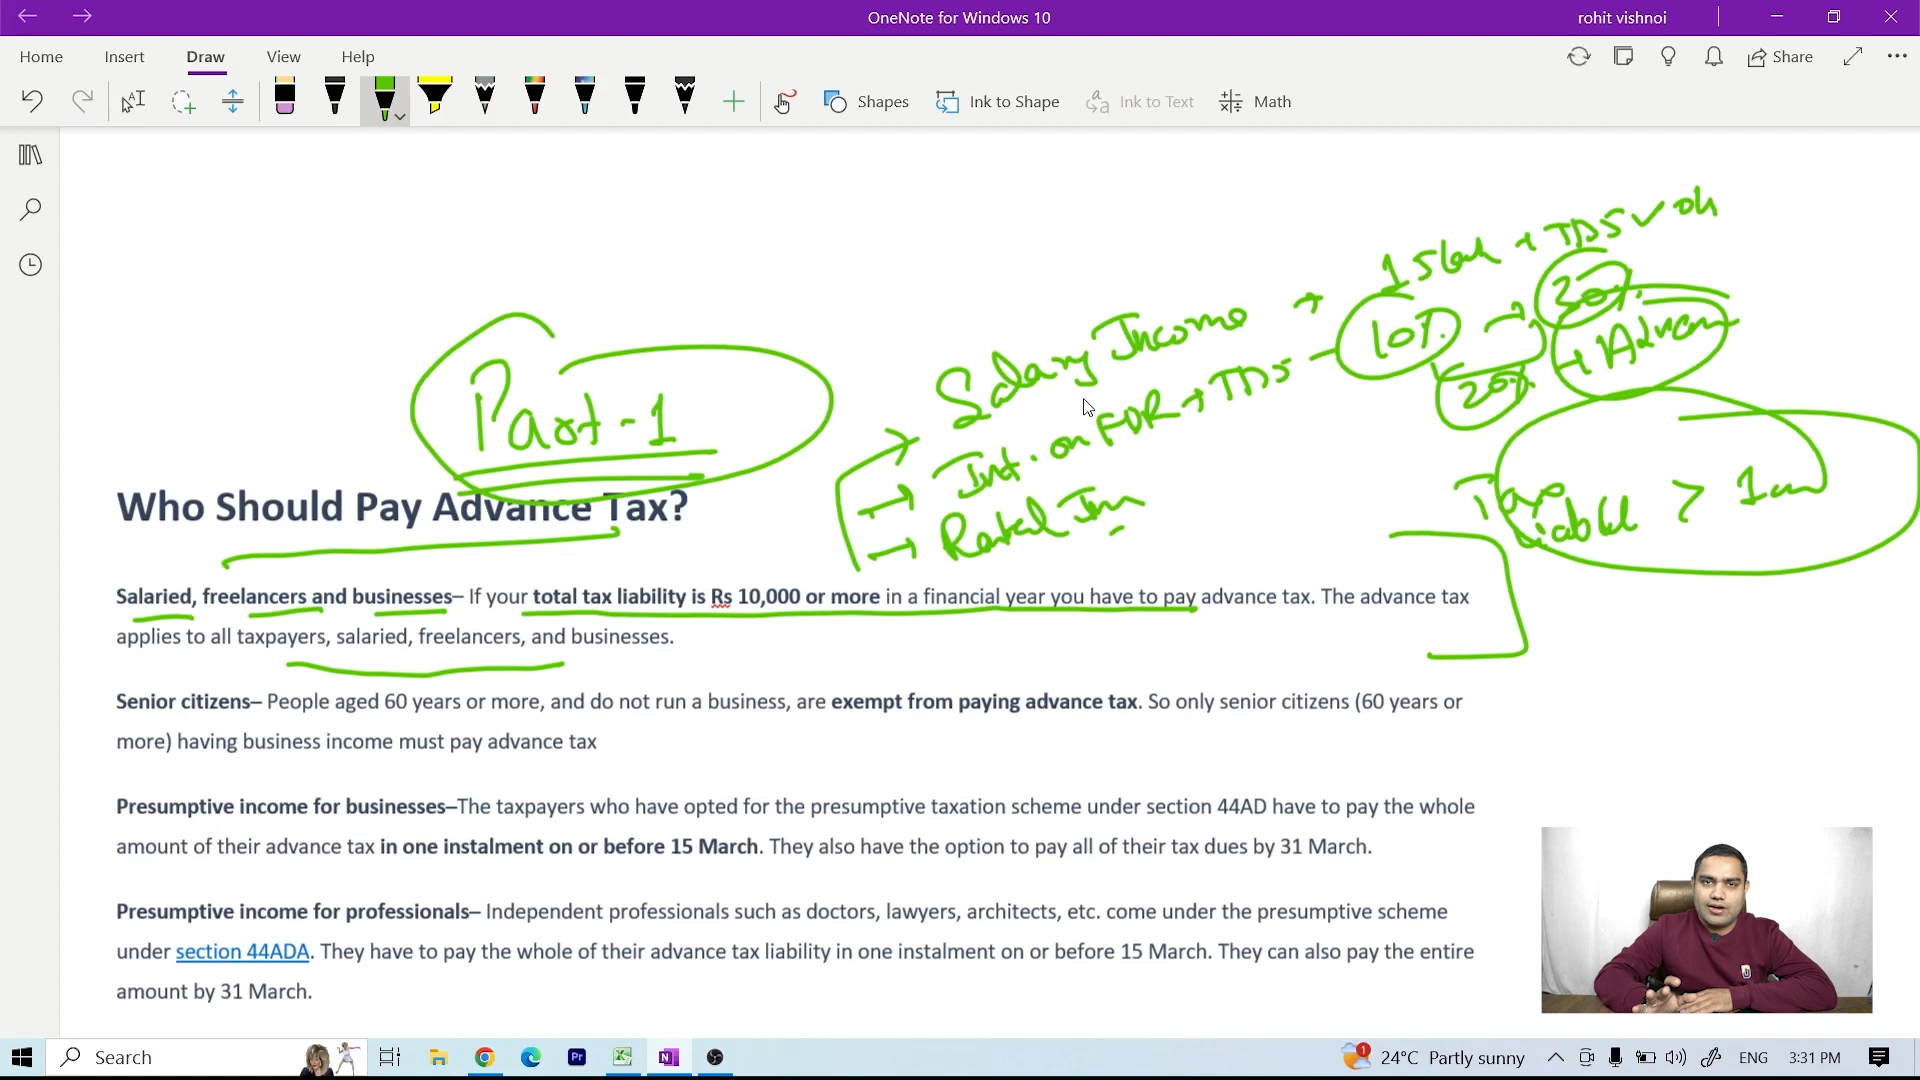 OneNote for Windows 10
rohit vishnoi
Home Insert Draw View Help
Share
Shapes Ink to Shape Ink to Text Math
15 lakh + TDS ✓ ok
Salary Income + 10% → 30%
+ Advan
20%
Int. on FDR + TDS
Part-1
Tax
Liabil > 10000
Who Should Pay Advance Tax?
Salaried, freelancers and businesses– If your total tax liability is Rs 10,000 or more in a financial year you have to pay advance tax. The advance tax
applies to all taxpayers, salaried, freelancers, and businesses.
Senior citizens– People aged 60 years or more, and do not run a business, are exempt from paying advance tax. So only senior citizens (60 years or
more) having business income must pay advance tax
Presumptive income for businesses–The taxpayers who have opted for the presumptive taxation scheme under section 44AD have to pay the whole
amount of their advance tax in one instalment on or before 15 March. They also have the option to pay all of their tax dues by 31 March.
Presumptive income for professionals– Independent professionals such as doctors, lawyers, architects, etc. come under the presumptive scheme
under section 44ADA. They have to pay the whole of their advance tax liability in one instalment on or before 15 March. They can also pay the entire
amount by 31 March.
Search
24°C Partly sunny
ENG
3:31 PM